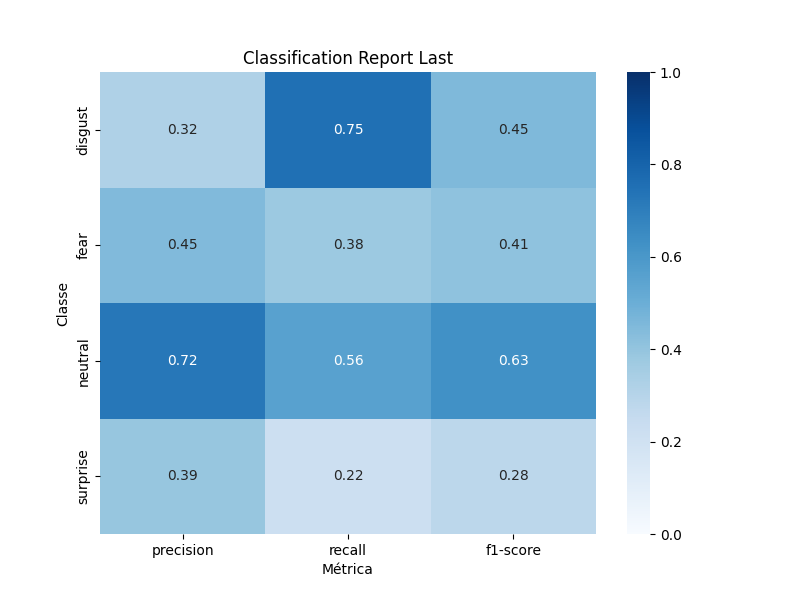 Classification Report Last
Classe
disgust 0.32 0.75 0.45
fear 0.45 0.38 0.41
neutral 0.72 0.56 0.63
surprise 0.39 0.22 0.28
precision recall f1-score
Métrica
1.0
0.8
0.6
0.4
0.2
0.0